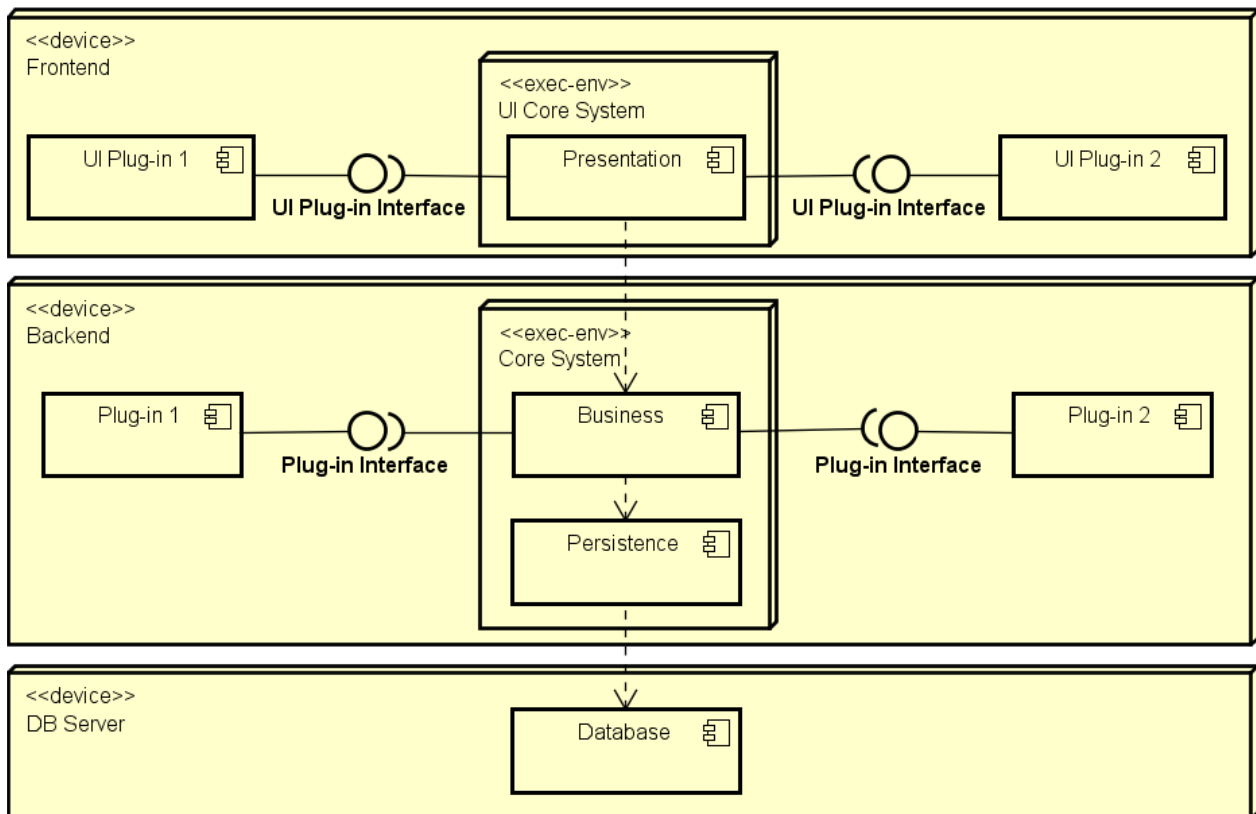 <<device>>
Frontend
<<exec-env>>
UI Core System
UI Plug-in 1
Presentation
UI Plug-in 2
UI Plug-in Interface
UI Plug-in Interface
<<device>>
Backend
<<exec-env>>
Core System
Plug-in 1
Business
Plug-in 2
Plug-in Interface
Plug-in Interface
Persistence
<<device>>
DB Server
Database